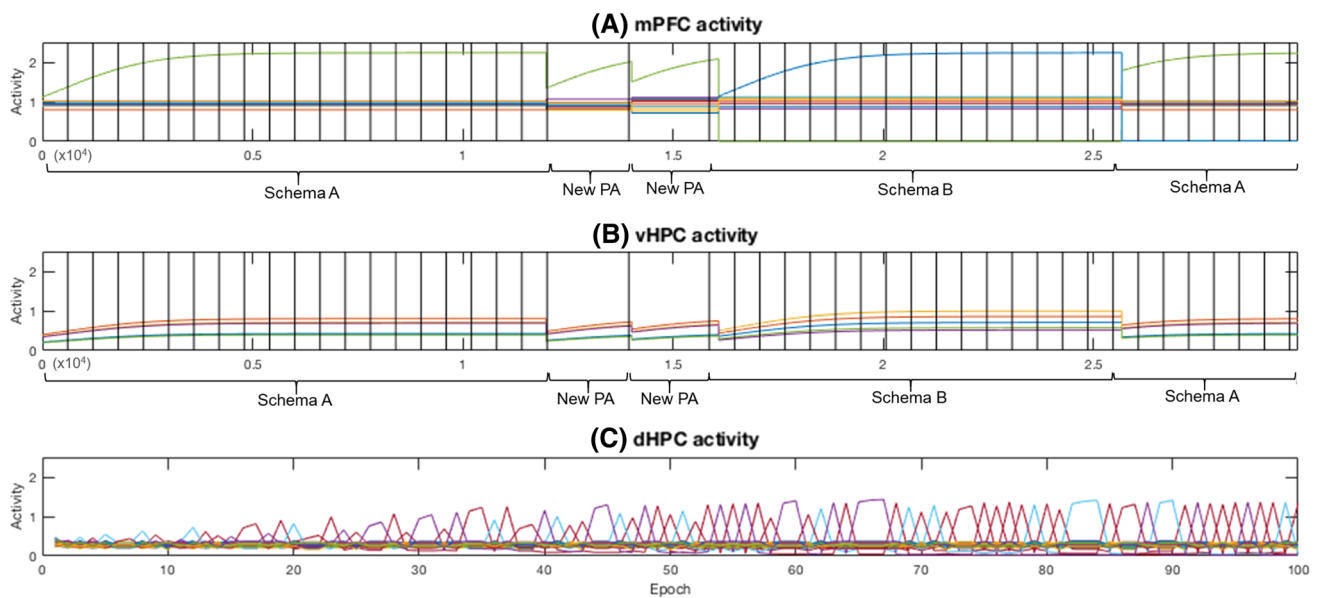 (A) mPFC activity
Activity
2
1
0
0 (x10⁴) 0.5 1 1.5 2 2.5
Schema A New PA New PA Schema B Schema A
(B) vHPC activity
Activity
2
1
0
0 (x10⁴) 0.5 1 1.5 2 2.5
Schema A New PA New PA Schema B Schema A
(C) dHPC activity
Activity
2
1
0
0 10 20 30 40 50 60 70 80 90 100
Epoch